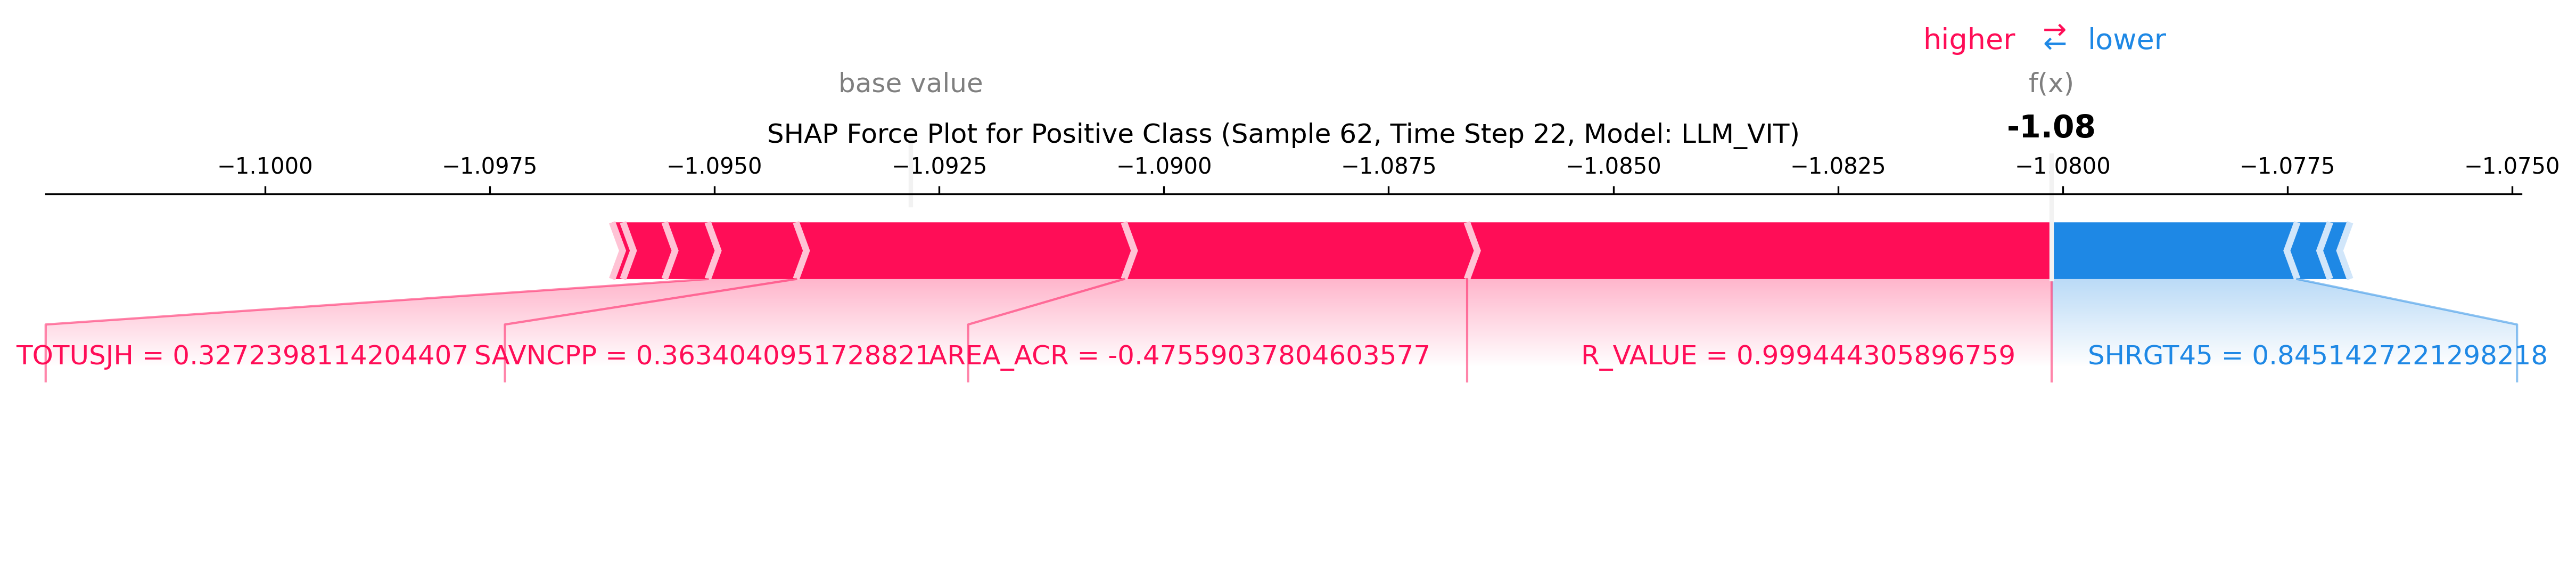 higher ⇄ lower
base value f(x)
SHAP Force Plot for Positive Class (Sample 62, Time Step 22, Model: LLM_VIT) -1.08
−1.1000 −1.0975 −1.0950 −1.0925 −1.0900 −1.0875 −1.0850 −1.0825 −1.0800 −1.0775 −1.0750
TOTUSJH = 0.3272398114204407 SAVNCPP = 0.3634040951728821 AREA_ACR = -0.47559037804603577 R_VALUE = 0.999444305896759 SHRGT45 = 0.8451427221298218